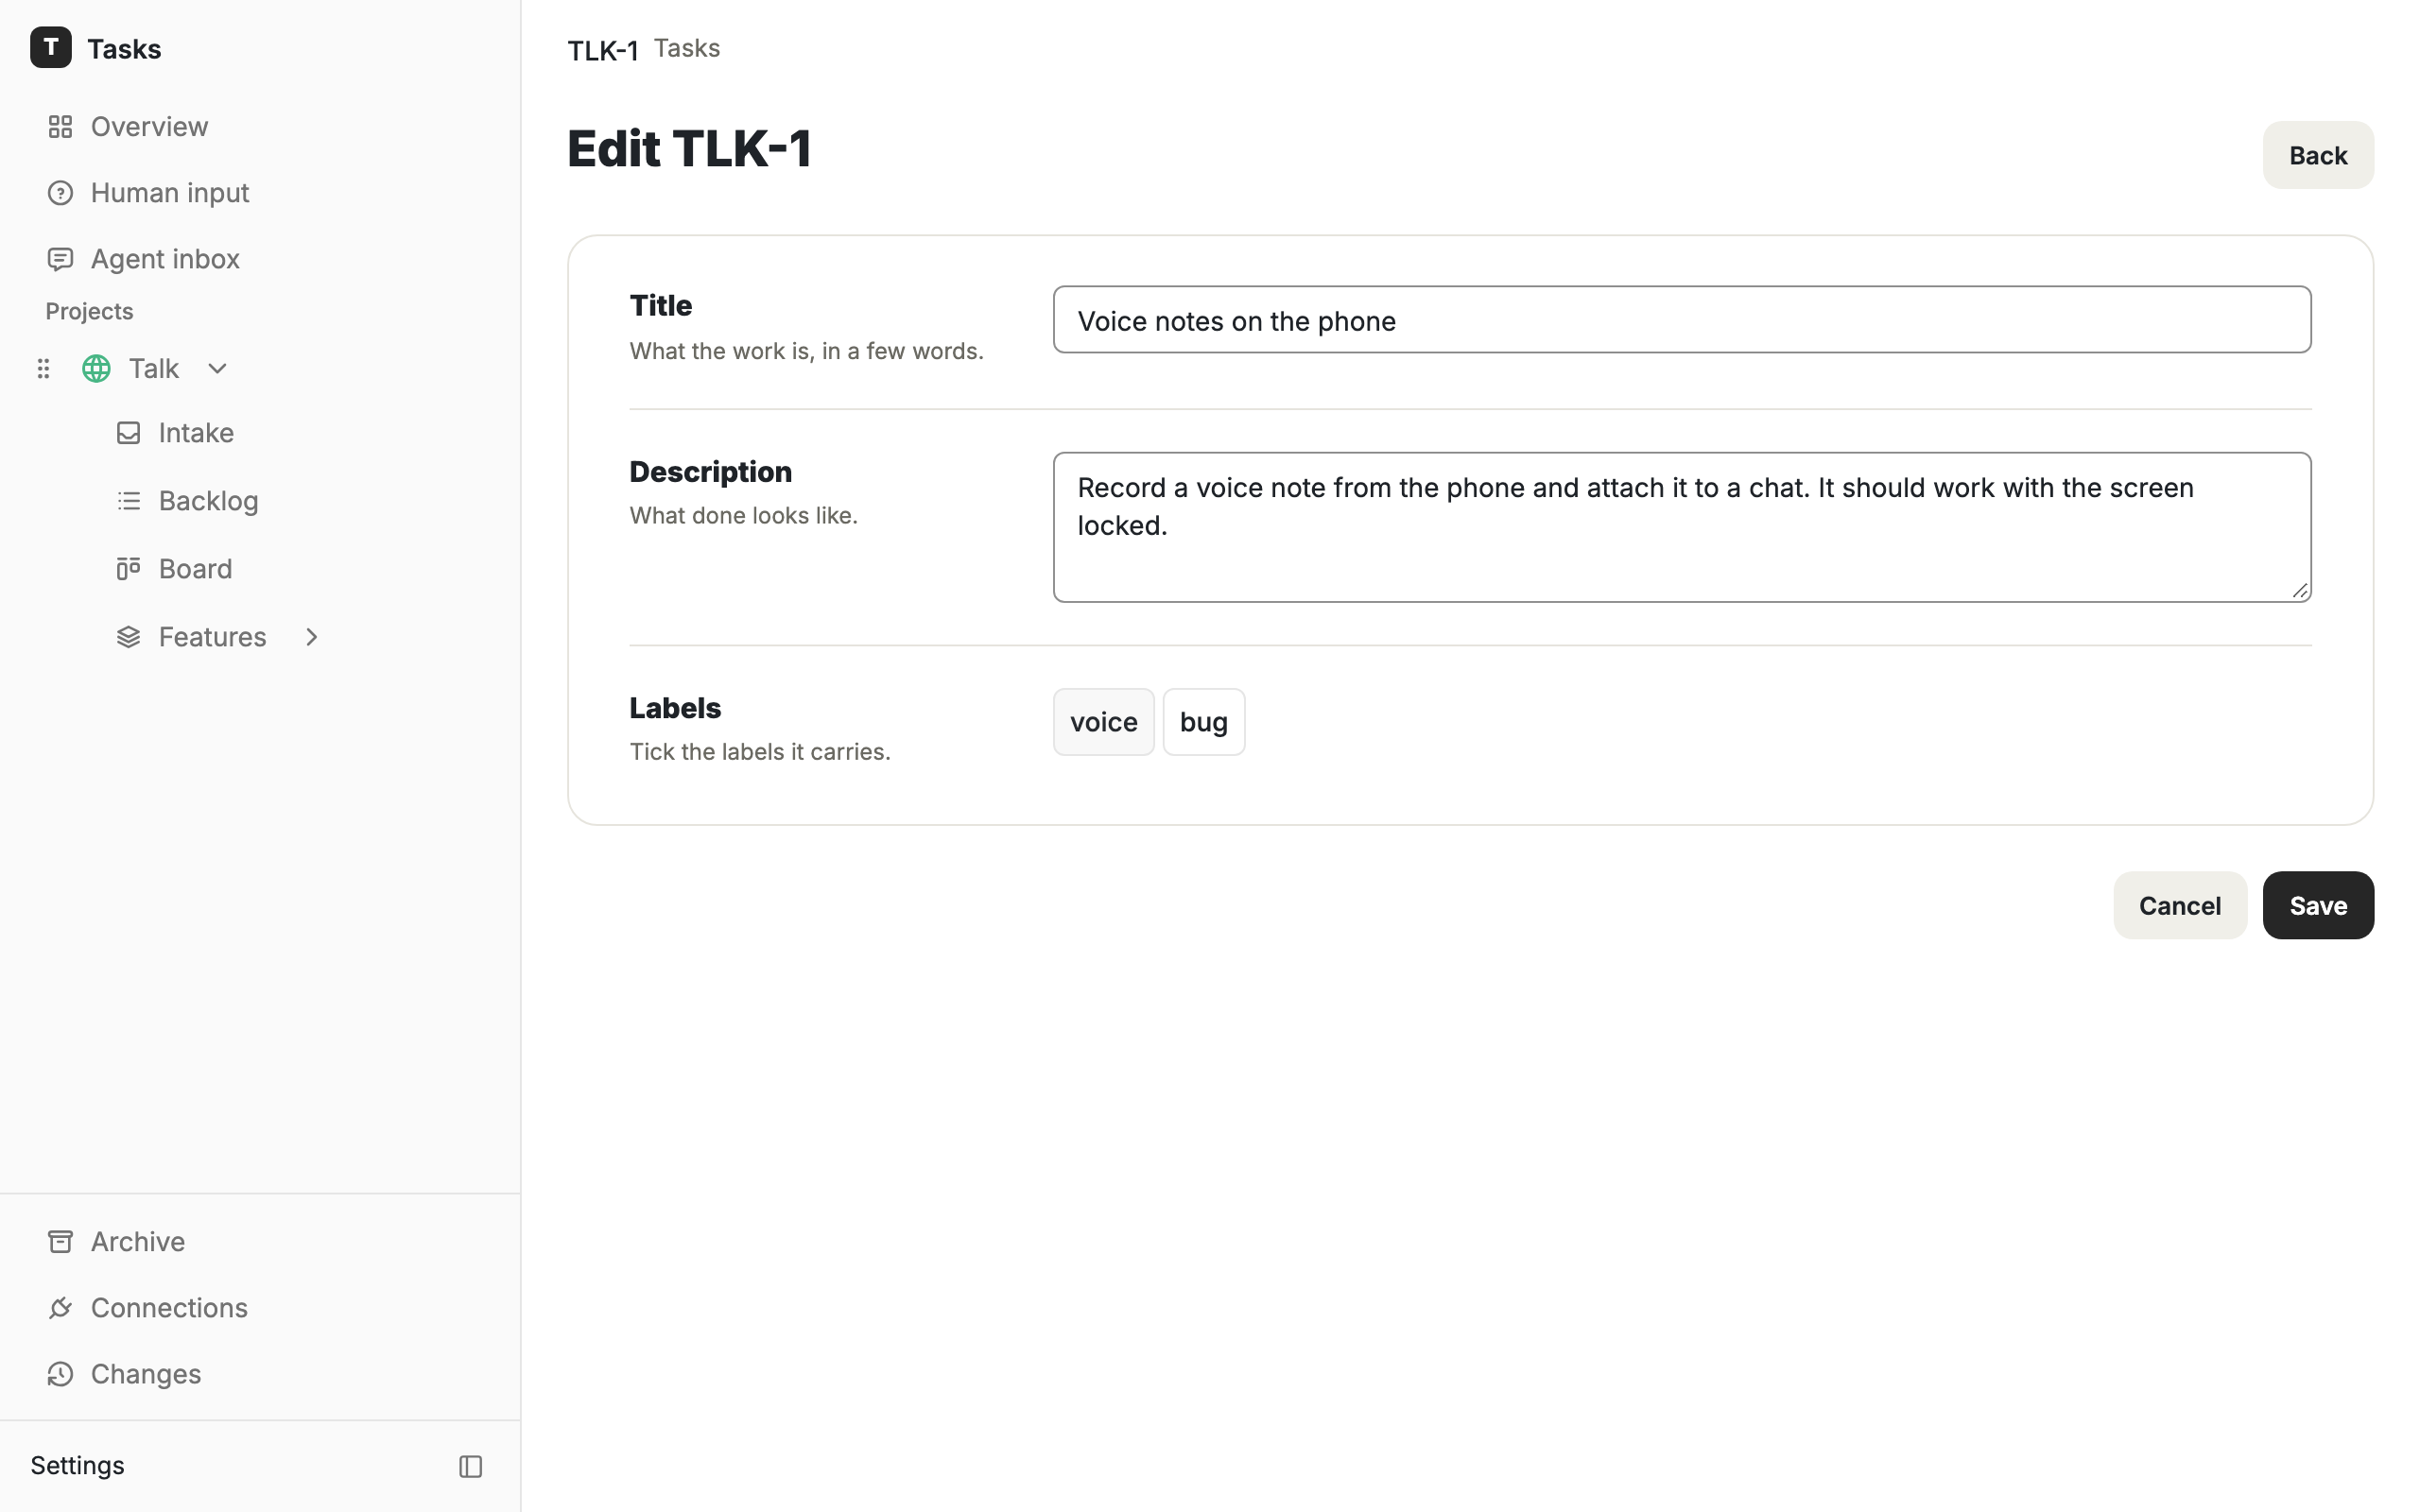 T Tasks
Overview
Human input
Agent inbox
Projects
Talk
Intake
Backlog
Board
Features
Archive
Connections
Changes
Settings
TLK-1 Tasks
Edit TLK-1
Back
Title
What the work is, in a few words.
Voice notes on the phone
Description
What done looks like.
Record a voice note from the phone and attach it to a chat. It should work with the screen
locked.
Labels
Tick the labels it carries.
voice bug
Cancel Save